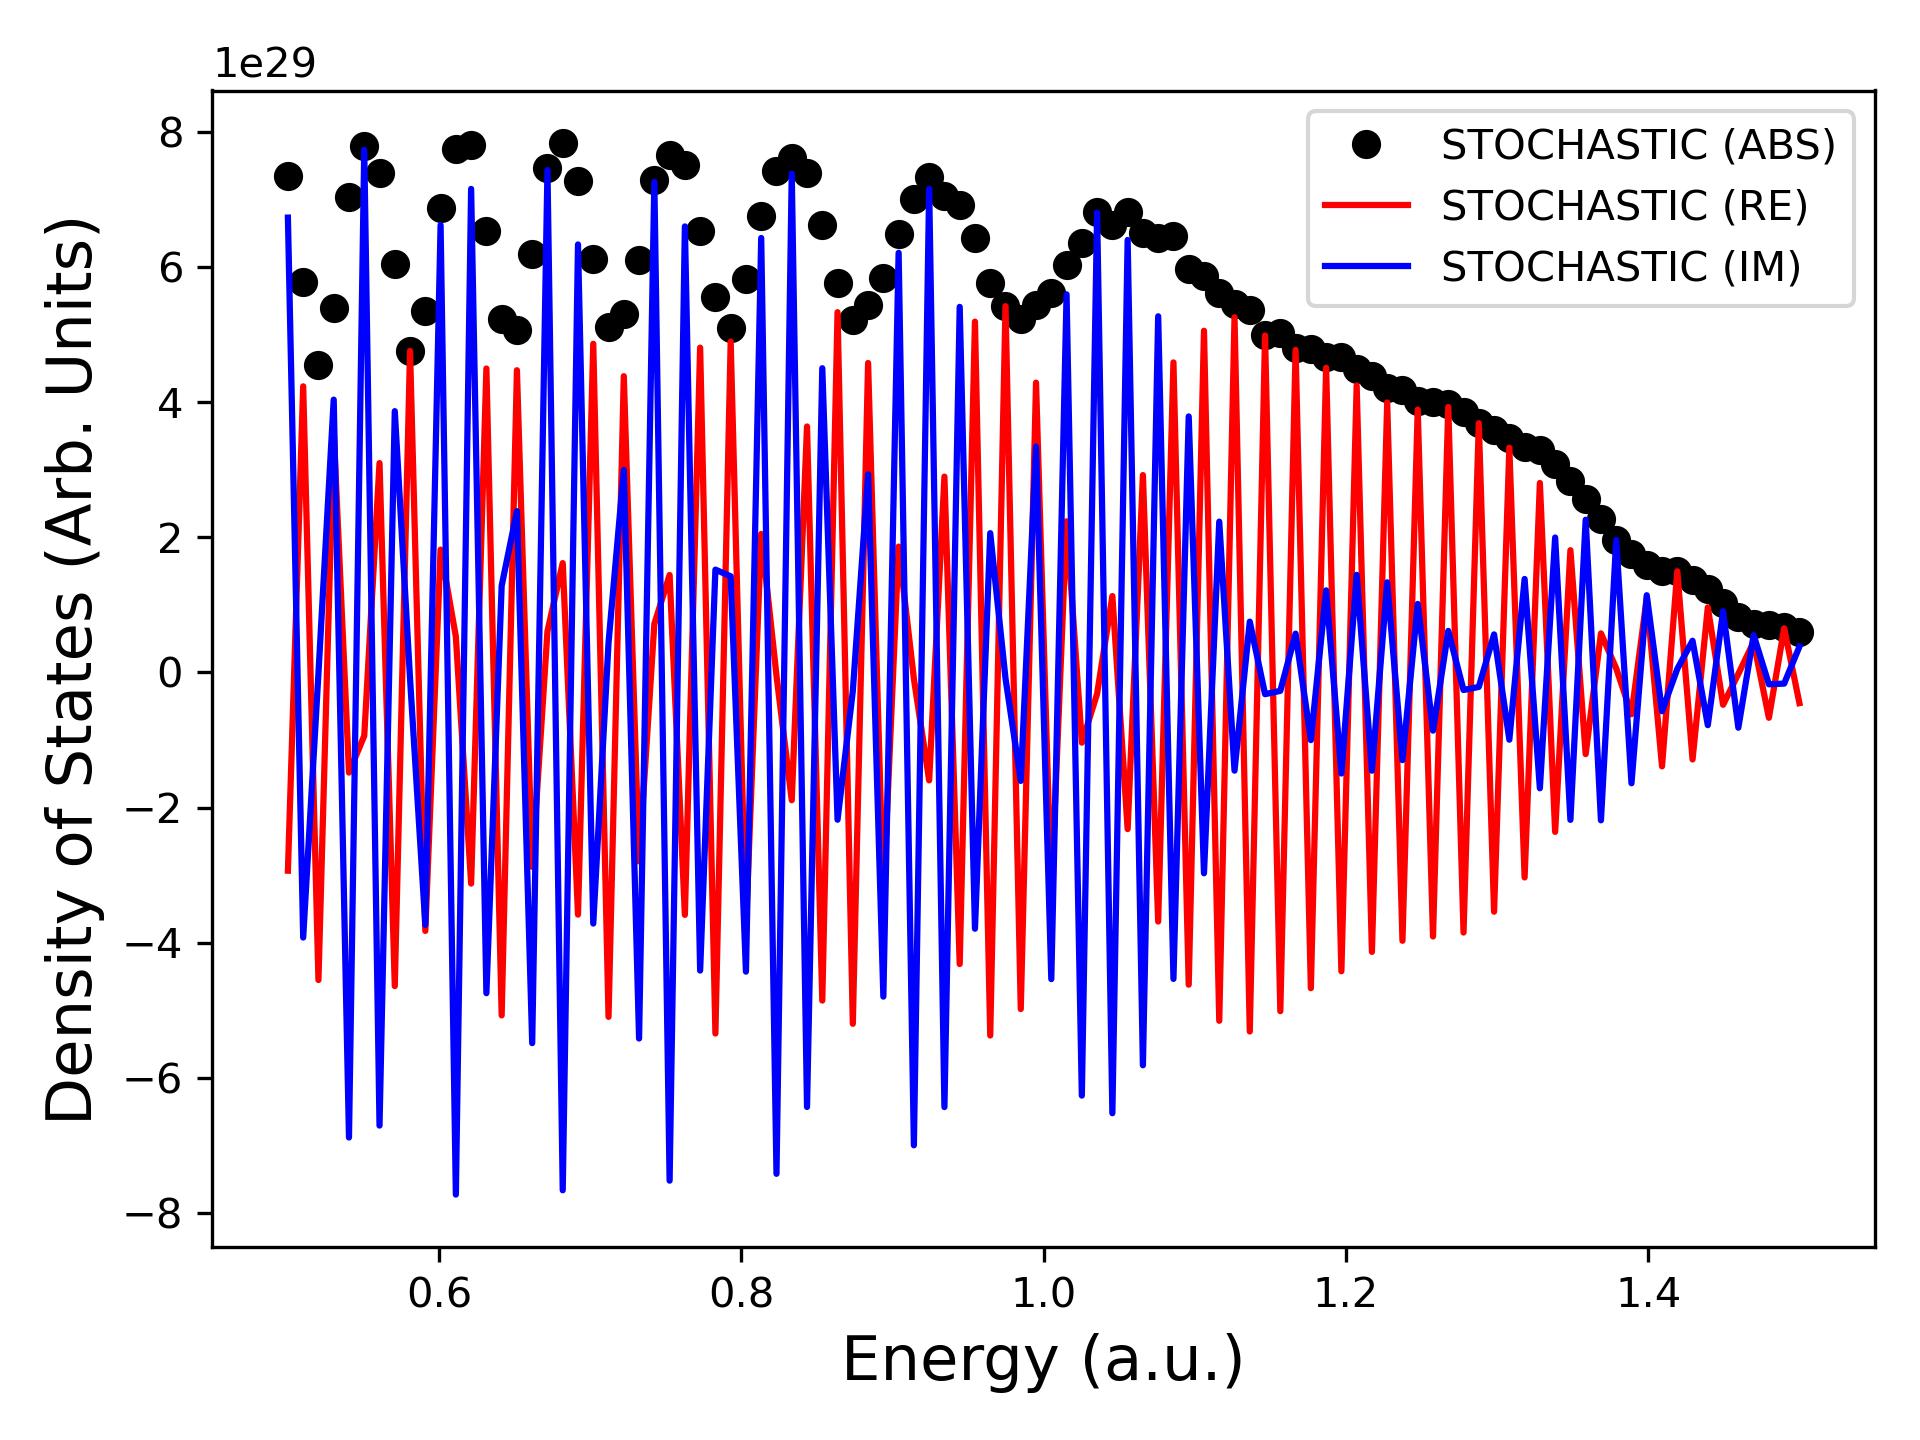 1e29
8
6
4
2
0
−2
−4
−6
−8
Density of States (Arb. Units)
STOCHASTIC (ABS)
STOCHASTIC (RE)
STOCHASTIC (IM)
0.6 0.8 1.0 1.2 1.4
Energy (a.u.)